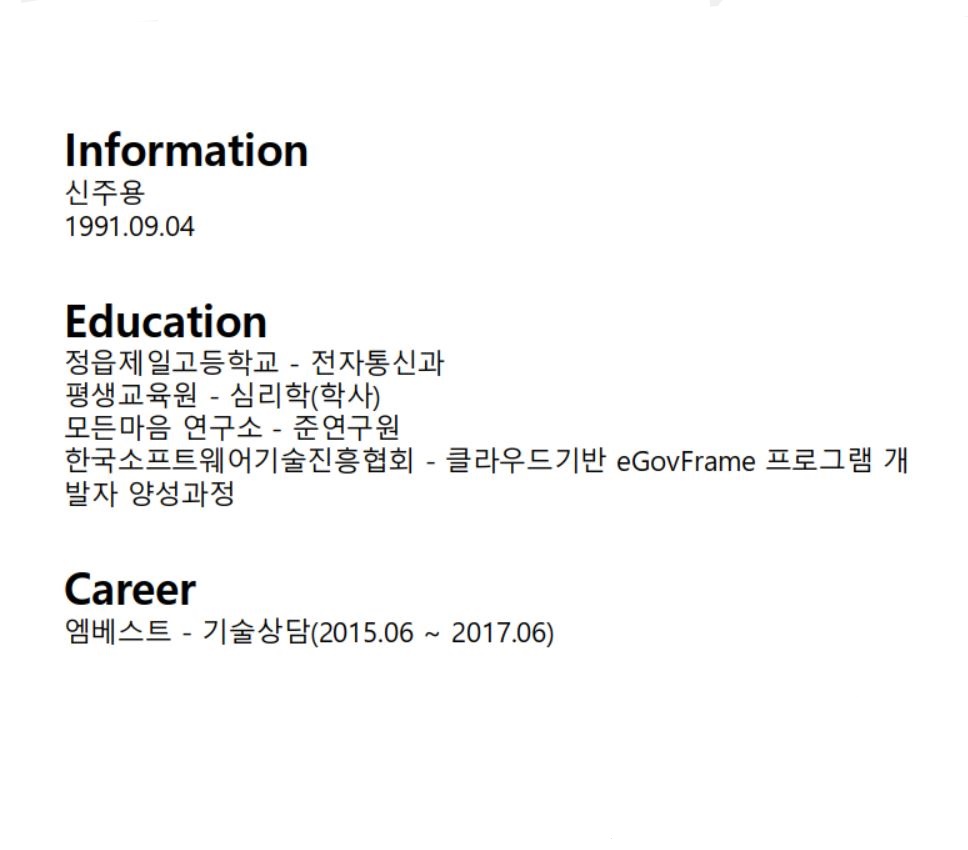 Information
신주용
1991.09.04
Education
정읍제일고등학교 - 전자통신과
평생교육원 - 심리학(학사)
모든마음 연구소 - 준연구원
한국소프트웨어기술진흥협회 - 클라우드기반 eGovFrame 프로그램 개
발자 양성과정
Career
엠베스트 - 기술상담(2015.06 ~ 2017.06)